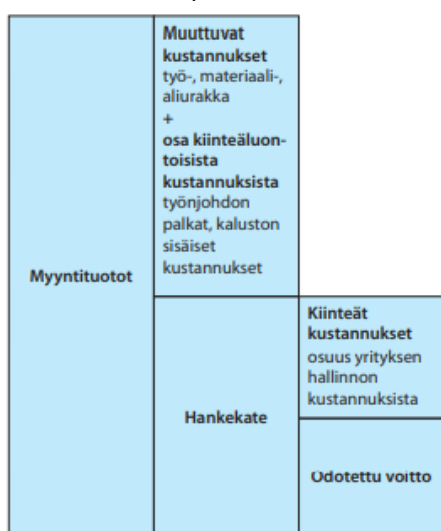 Muuttuvat
kustannukset
työ-, materiaali-,
aliurakka
+
osa kiinteäluon-
toisista
kustannuksista
työnjohdon
palkat, kaluston
sisäiset
kustannukset
Myyntituotot
Kiinteät
kustannukset
osuus yrityksen
hallinnon
kustannuksista
Hankekate
Odotettu voitto